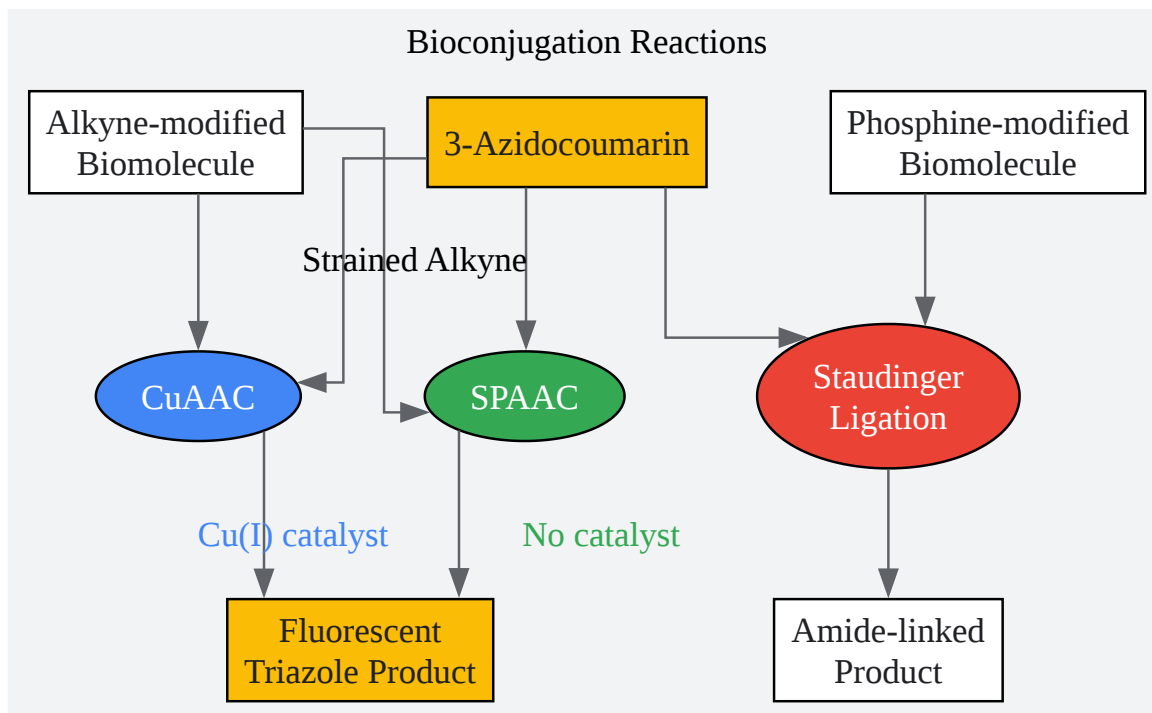 Bioconjugation Reactions
Alkyne-modified
Biomolecule
3-Azidocoumarin
Phosphine-modified
Biomolecule
Strained Alkyne
CuAAC
SPAAC
Staudinger
Ligation
Cu(I) catalyst
No catalyst
Fluorescent
Triazole Product
Amide-linked
Product